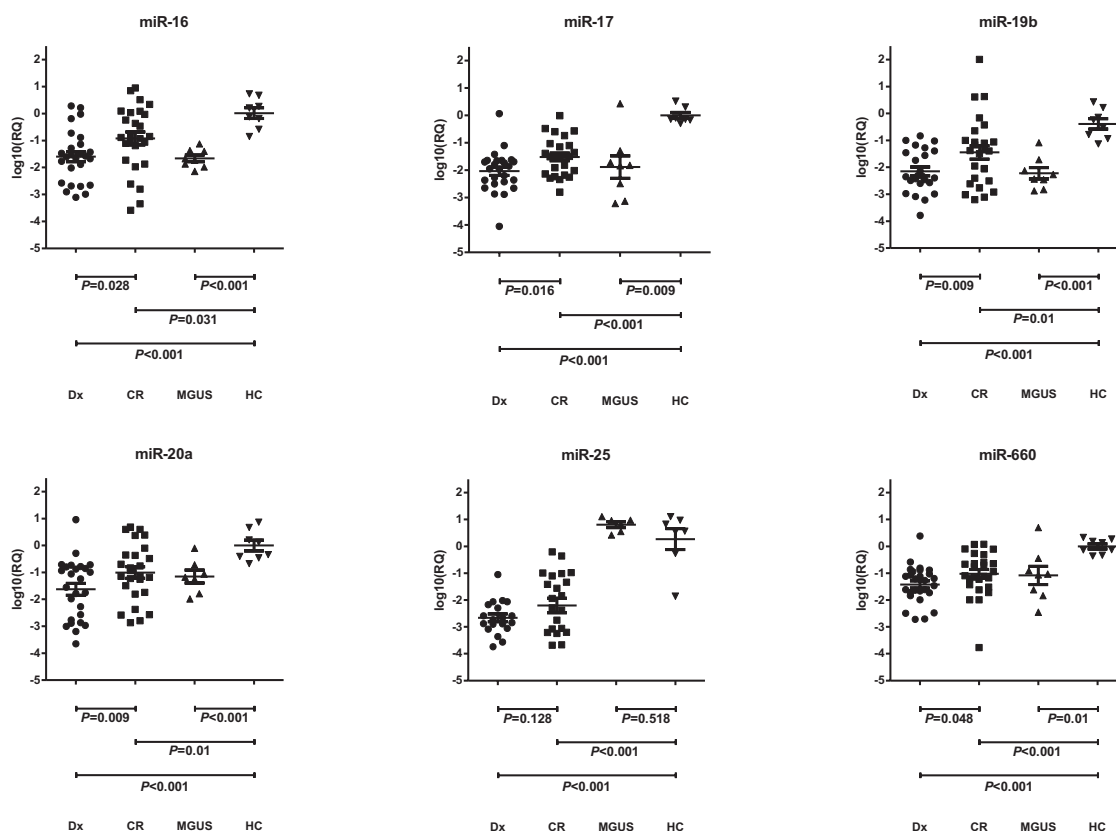 miR-16
log10(RQ)
2
1
0
-1
-2
-3
-4
-5
P=0.028
P<0.001
P=0.031
P<0.001
Dx CR MGUS HC
miR-17
log10(RQ)
2
1
0
-1
-2
-3
-4
-5
P=0.016
P=0.009
P<0.001
P<0.001
Dx CR MGUS HC
miR-19b
log10(RQ)
2
1
0
-1
-2
-3
-4
-5
P=0.009
P<0.001
P=0.01
P<0.001
Dx CR MGUS HC
miR-20a
log10(RQ)
2
1
0
-1
-2
-3
-4
-5
P=0.009
P<0.001
P=0.01
P<0.001
Dx CR MGUS HC
miR-25
log10(RQ)
2
1
0
-1
-2
-3
-4
-5
P=0.128
P=0.518
P<0.001
P<0.001
Dx CR MGUS HC
miR-660
log10(RQ)
2
1
0
-1
-2
-3
-4
-5
P=0.048
P=0.01
P<0.001
P<0.001
Dx CR MGUS HC